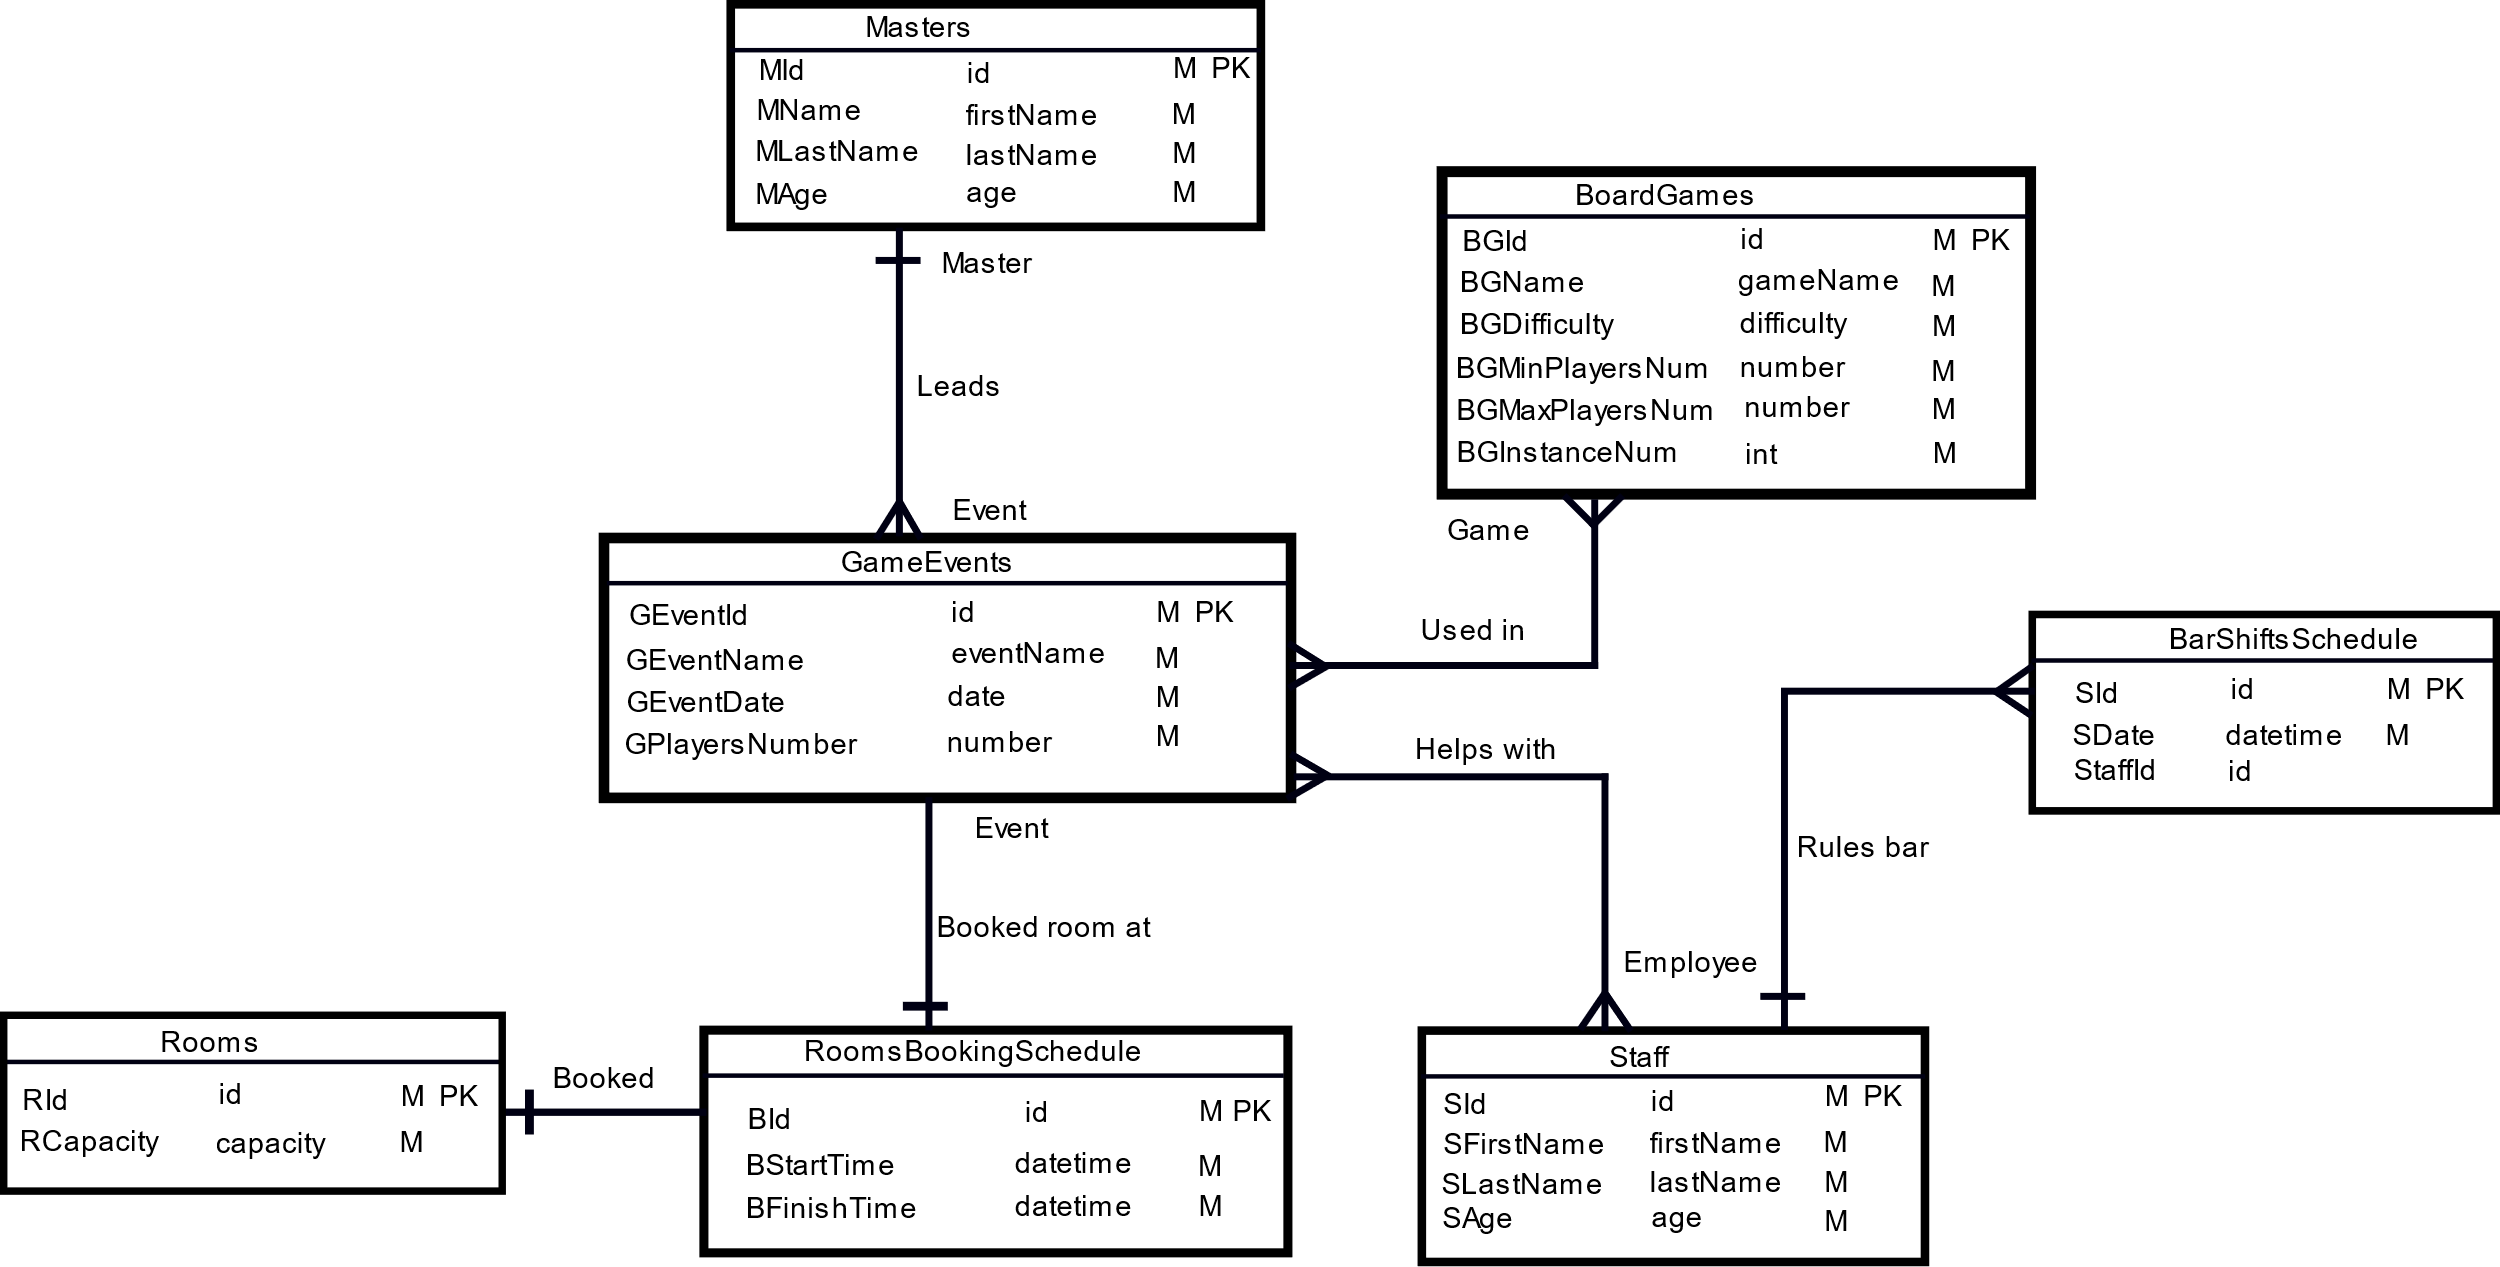 Masters
MId id M PK
MName firstName M
MLastName lastName M
MAge age M
Master
Leads
Event
BoardGames
BGId id M PK
BGName gameName M
BGDifficulty difficulty M
BGMinPlayersNum number M
BGMaxPlayersNum number M
BGInstanceNum int M
Game
Used in
GameEvents
GEventId id M PK
GEventName eventName M
GEventDate date M
GPlayersNumber number M
Helps with
BarShiftsSchedule
SId id M PK
SDate datetime M
StaffId id
Rules bar
Event
Booked room at
Employee
Rooms
RId id M PK
RCapacity capacity M
Booked
RoomsBookingSchedule
BId id M PK
BStartTime datetime M
BFinishTime datetime M
Staff
SId id M PK
SFirstName firstName M
SLastName lastName M
SAge age M